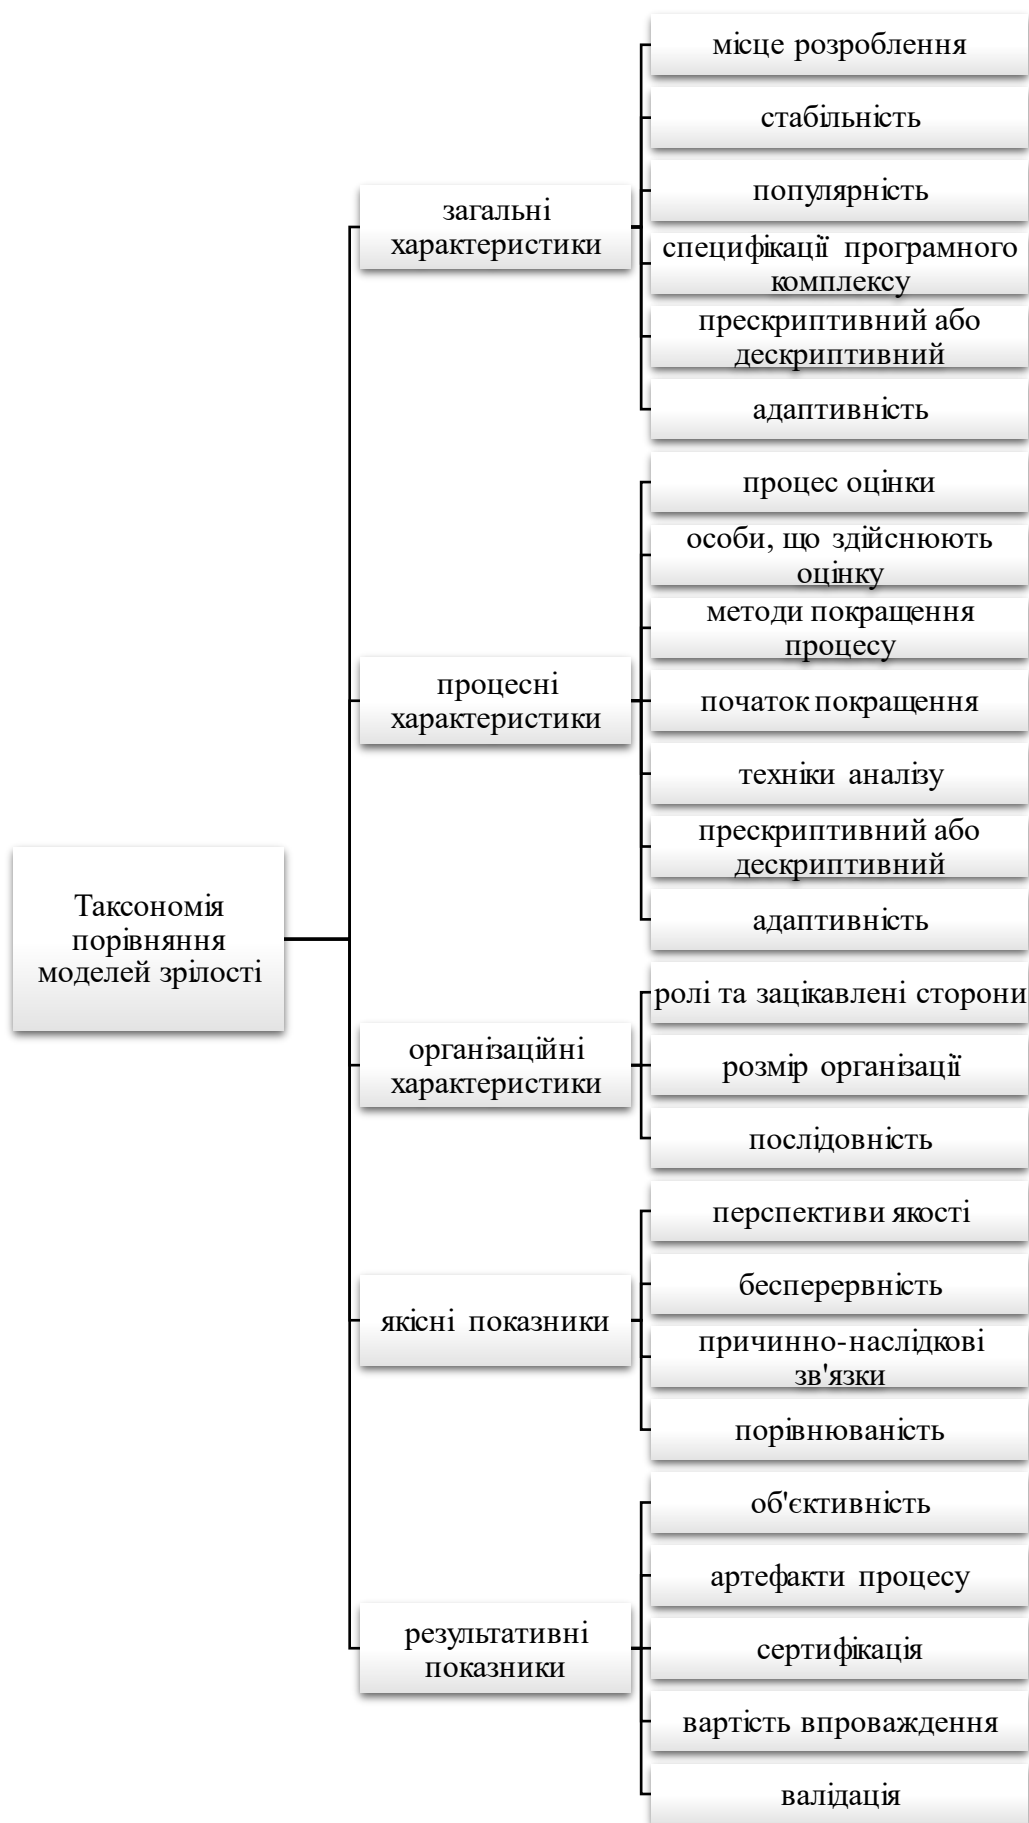 Таксономія
порівняння
моделей зрілості
загальні
характеристики
місце розроблення
стабільність
популярність
специфікації програмного
комплексу
прескриптивний або
дескриптивний
адаптивність
процесні
характеристики
процес оцінки
особи, що здійснюють
оцінку
методи покращення
процесу
початок покращення
техніки аналізу
прескриптивний або
дескриптивний
адаптивність
організаційні
характеристики
ролі та зацікавлені сторони
розмір організації
послідовність
якісні показники
перспективи якості
бесперервність
причинно-наслідкові
зв'язки
порівнюваність
результативні
показники
об'єктивність
артефакти процесу
сертифікація
вартість впроваждення
валідація